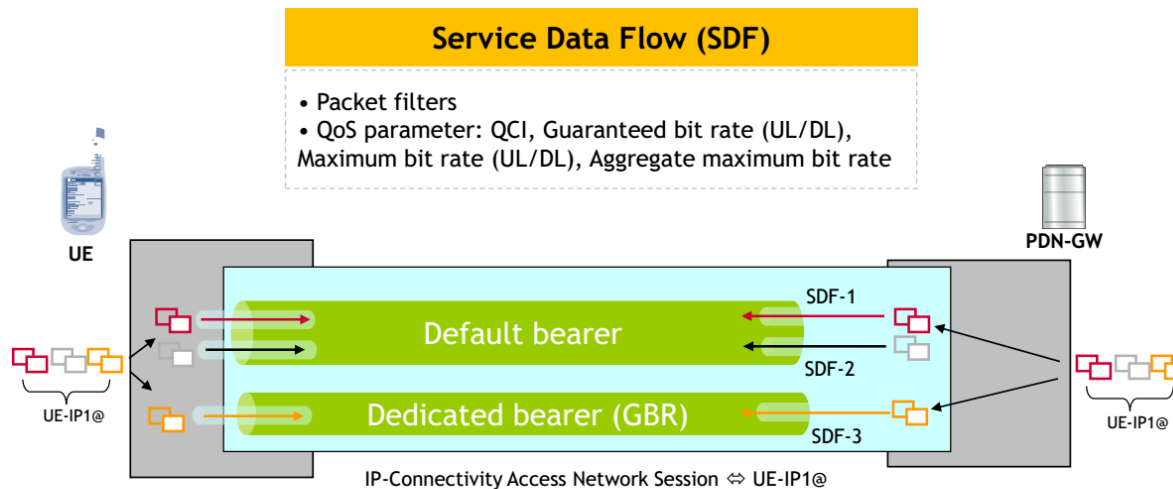 Service Data Flow (SDF)
• Packet filters
• QoS parameter: QCI, Guaranteed bit rate (UL/DL),
Maximum bit rate (UL/DL), Aggregate maximum bit rate
UE
PDN-GW
SDF-1
Default bearer
SDF-2
UE-IP1@
UE-IP1@
Dedicated bearer (GBR)
SDF-3
IP-Connectivity Access Network Session ⇔ UE-IP1@